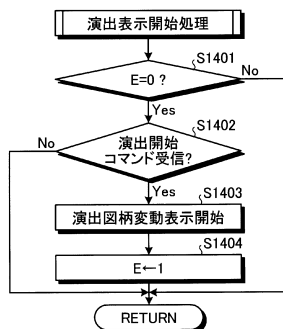 演出表示開始処理
S1401
E=0 ?
No
Yes
S1402
No
演出開始
コマンド受信?
Yes
S1403
演出図柄変動表示開始
S1404
E←1
RETURN